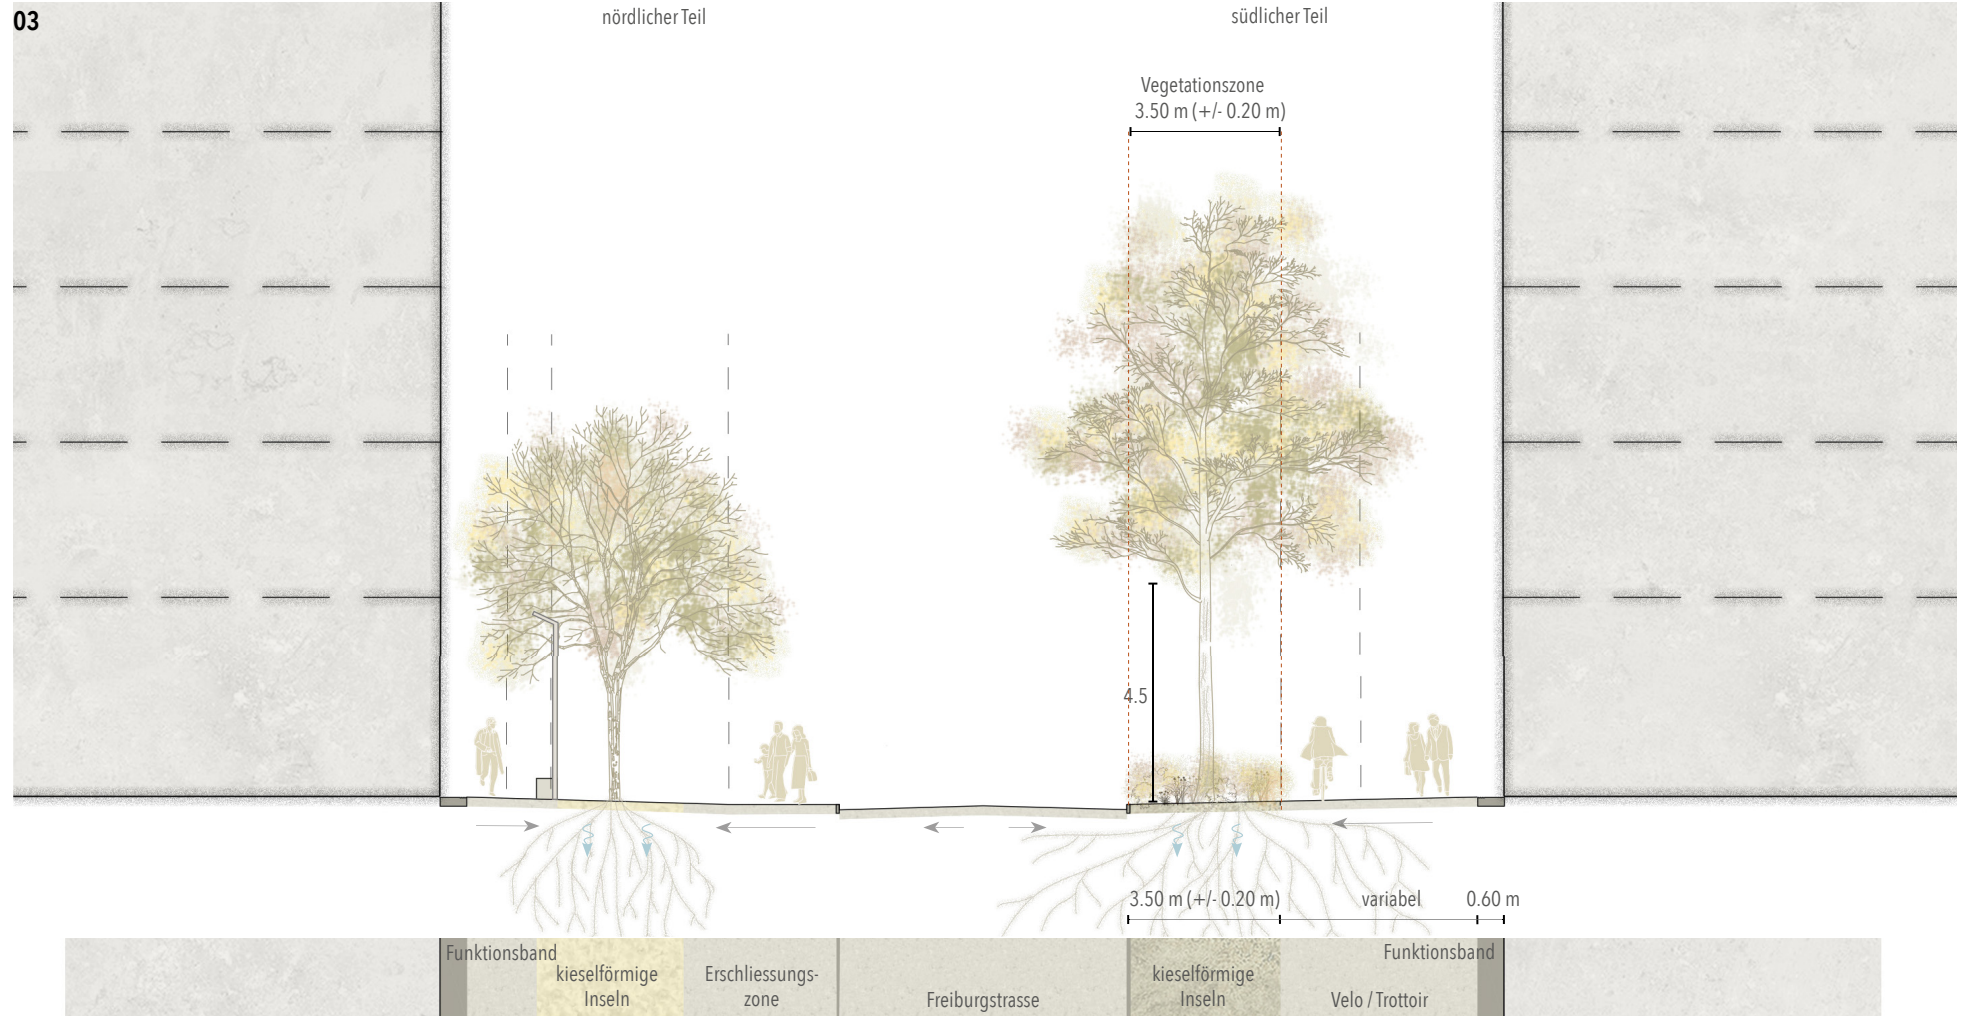 03
nördlicher Teil
südlicher Teil
Vegetationszone
3.50 m (+/- 0.20 m)
4.5
3.50 m (+/- 0.20 m)
variabel
0.60 m
Funktionsband
kieselförmige
Inseln
Erschliessungs-
zone
Freiburgstrasse
kieselförmige
Inseln
Funktionsband
Velo / Trottoir